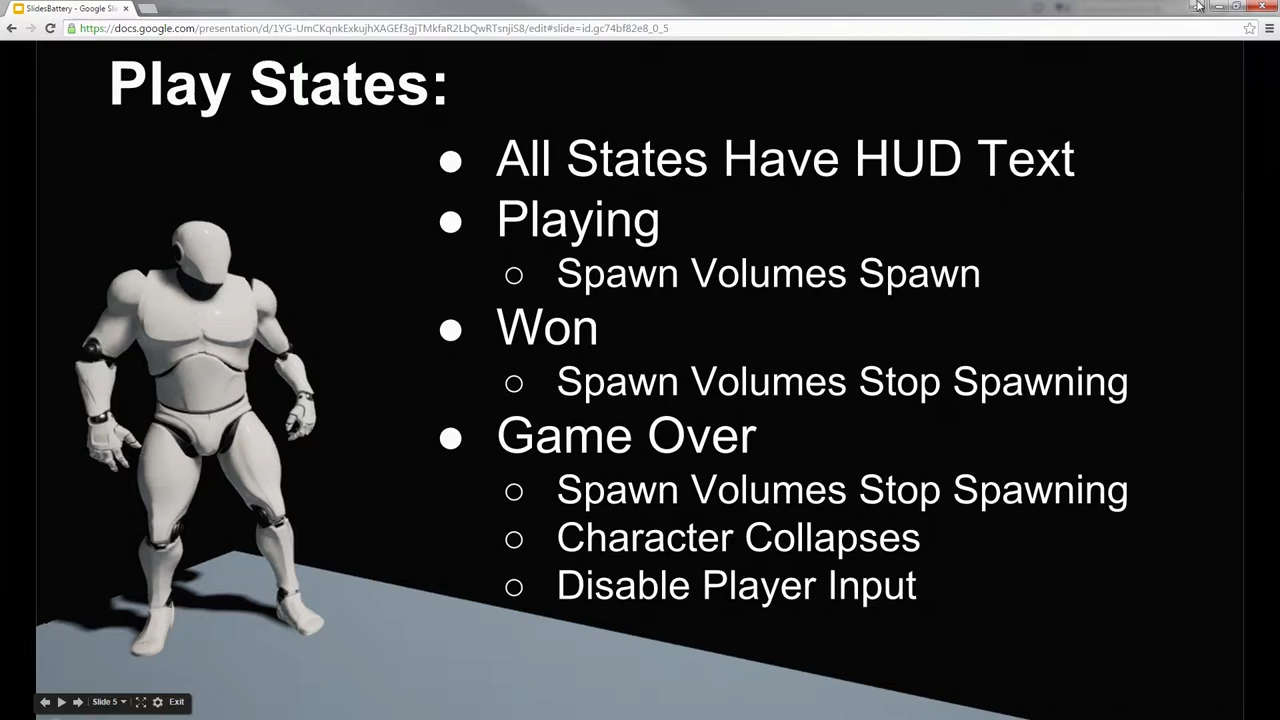 SlidesBattery - Google Sli
https://docs.google.com/presentation/d/1YG-UmCKqnkExkujhXAGEf3gjTMkfaR2LbQwRTsnjiS8/edit#slide=id.gc74bf82e8_0_5
Play States:
● All States Have HUD Text
● Playing
○ Spawn Volumes Spawn
● Won
○ Spawn Volumes Stop Spawning
● Game Over
○ Spawn Volumes Stop Spawning
○ Character Collapses
○ Disable Player Input
Slide 5
Exit